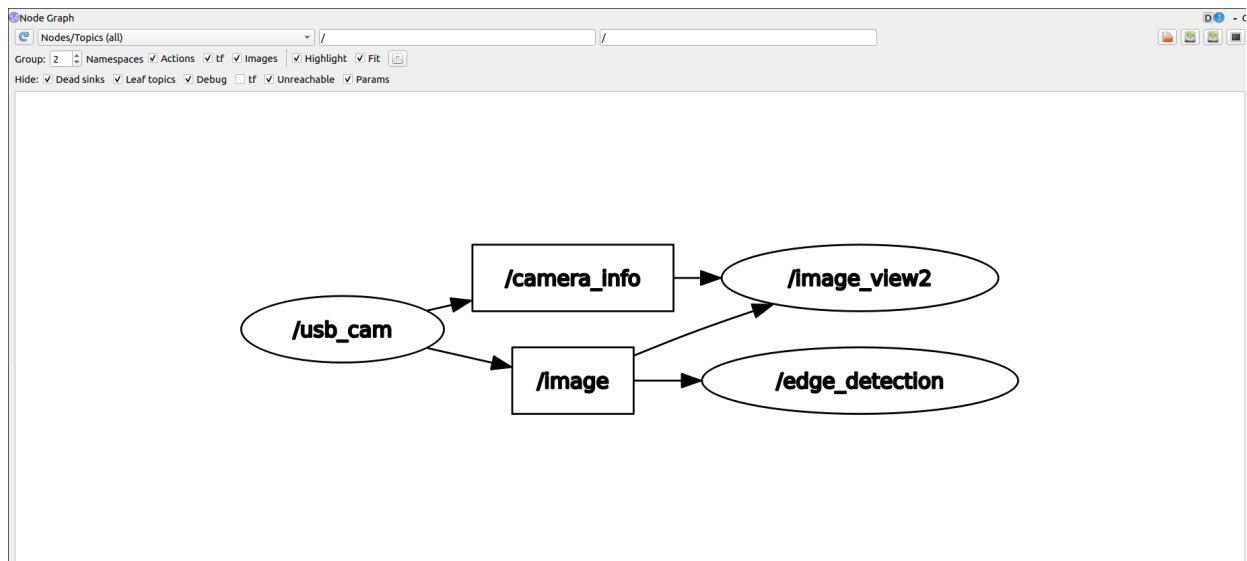 Node Graph
D - C
Nodes/Topics (all) / /
Group: 2 Namespaces Actions tf Images Highlight Fit
Hide: Dead sinks Leaf topics Debug tf Unreachable Params
/camera_info /image_view2
/usb_cam
/image /edge_detection